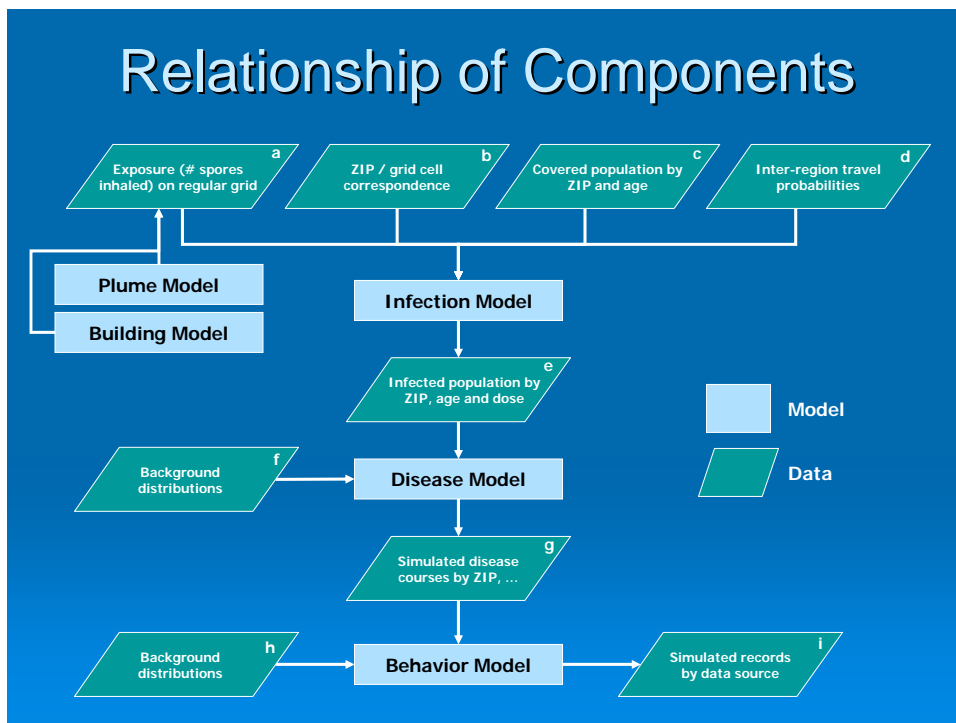 Relationship of Components
a
Exposure (# spores
inhaled) on regular grid
b
ZIP / grid cell
correspondence
c
Covered population by
ZIP and age
d
Inter-region travel
probabilities
Plume Model
Building Model
Infection Model
e
Infected population by
ZIP, age and dose
Model
Data
f
Background
distributions
Disease Model
g
Simulated disease
courses by ZIP, ...
h
Background
distributions
Behavior Model
i
Simulated records
by data source